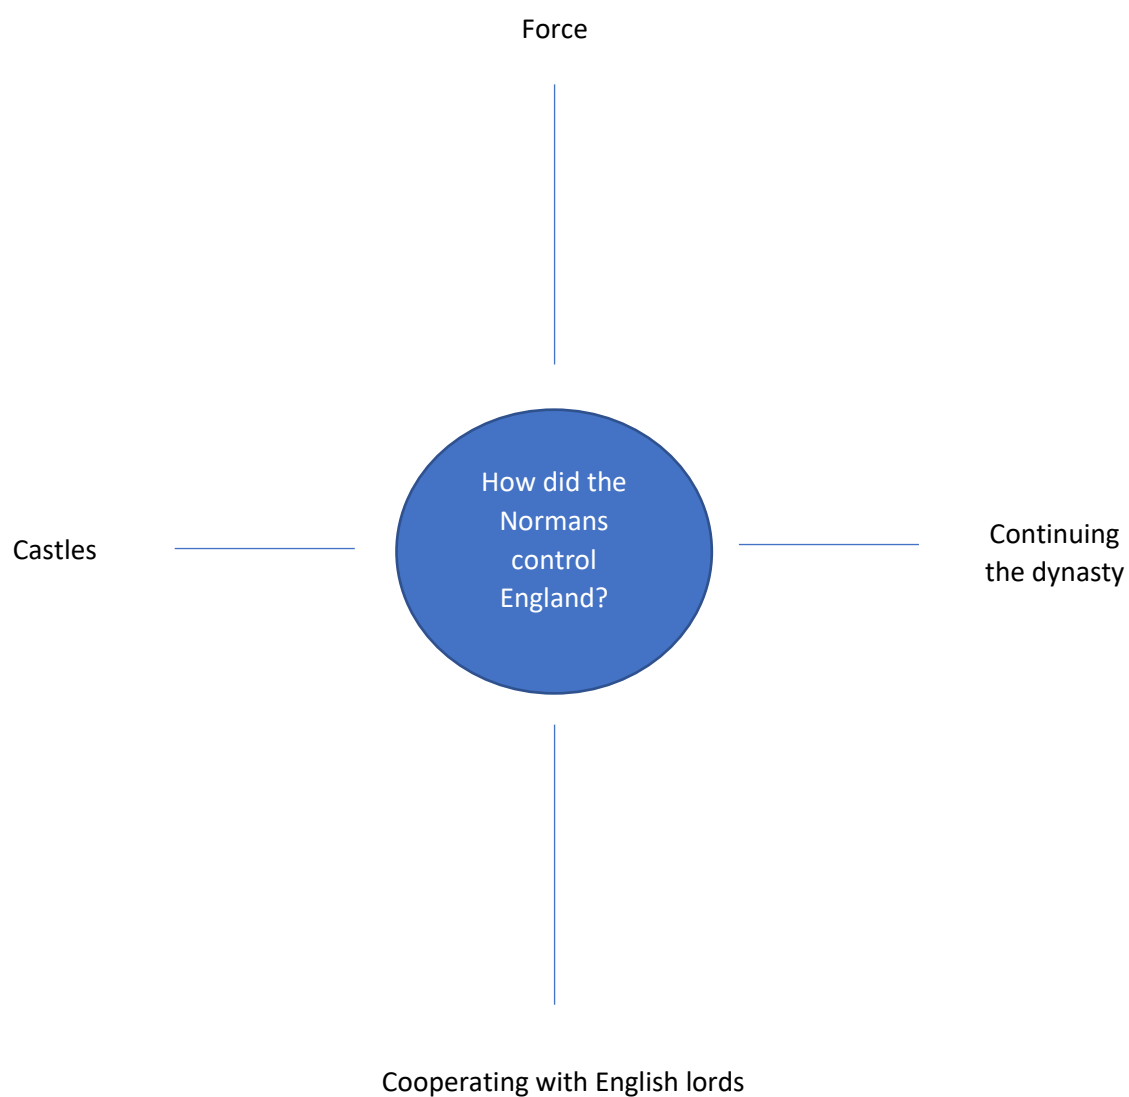 Force
How did the
Normans
control
England?
Castles
Continuing
the dynasty
Cooperating with English lords